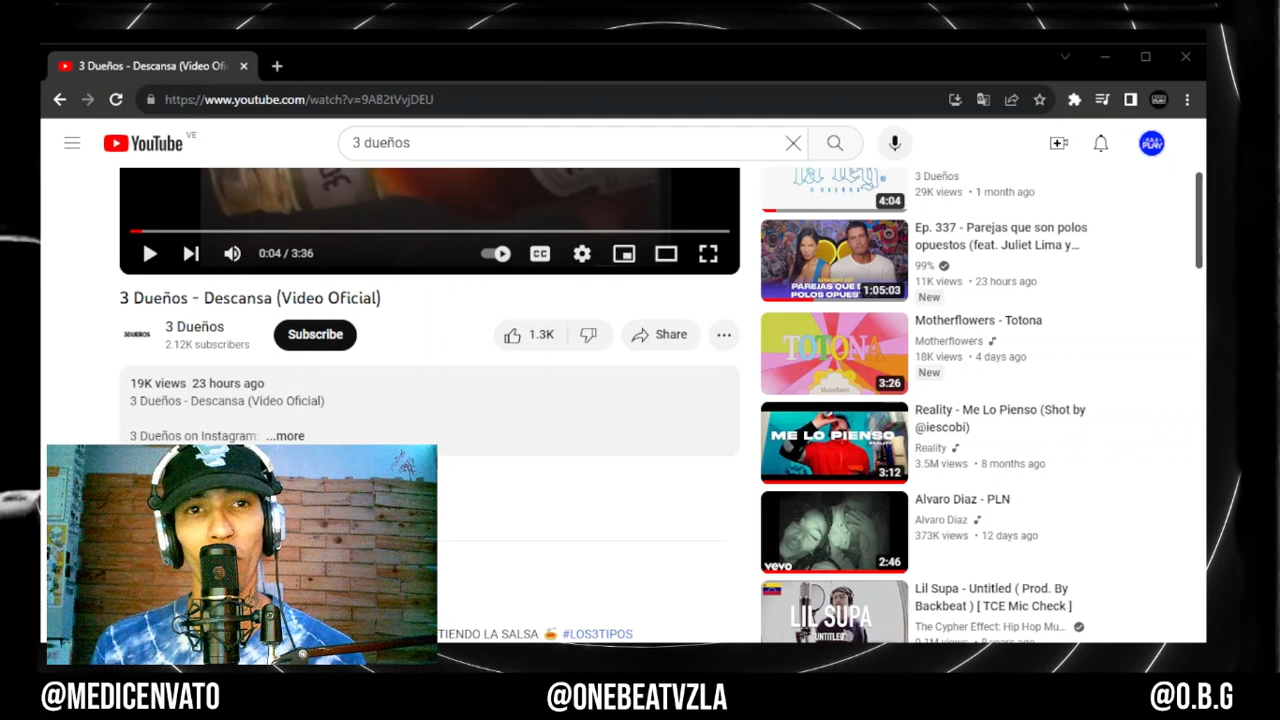 3 Dueños - Descansa (Video Ofi
https://www.youtube.com/watch?v=9AB2tVvjDEU
YouTube VE
3 dueños
PLAY
0:04 / 3:36
CC
3 Dueños - Descansa (Video Oficial)
3DUEÑOS
3 Dueños
2.12K subscribers
Subscribe
1.3K
Share
19K views 23 hours ago
3 Dueños - Descansa (Video Oficial)
3 Dueños on Instagram: ...more
TIENDO LA SALSA #LOS3TIPOS
la ley
4:04
3 Dueños
29K views • 1 month ago
PAREJAS QUE
POLOS OPUES
1:05:03
Ep. 337 - Parejas que son polos
opuestos (feat. Juliet Lima y...
99%
11K views • 23 hours ago
New
TOTONA
3:26
Motherflowers - Totona
Motherflowers
18K views • 4 days ago
New
ME LO PIENSO
REALITY
3:12
Reality - Me Lo Pienso (Shot by
@iescobi)
Reality
3.5M views • 8 months ago
vevo
2:46
Alvaro Diaz - PLN
Alvaro Diaz
373K views • 12 days ago
LIL SUPA
UNTITLED
Lil Supa - Untitled ( Prod. By
Backbeat ) [ TCE Mic Check ]
The Cypher Effect: Hip Hop Mu...
@MEDICENVATO
@ONEBEATVZLA
@O.B.G